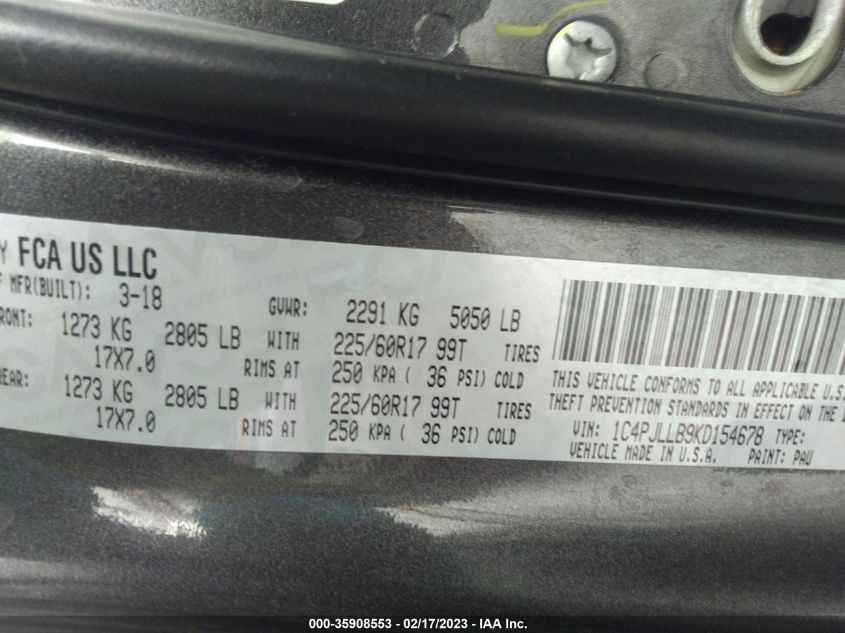 Y FCA US LLC
F MFR(BUILT): 3-18 GVWR: 2291 KG 5050 LB
RONT: 1273 KG 2805 LB WITH 225/60R17 99T TIRES
17X7.0 RIMS AT 250 KPA ( 36 PSI) COLD
REAR: 1273 KG 2805 LB WITH 225/60R17 99T TIRES
17X7.0 RIMS AT 250 KPA ( 36 PSI) COLD
THIS VEHICLE CONFORMS TO ALL APPLICABLE U.S.
THEFT PREVENTION STANDARDS IN EFFECT ON THE D
VIN: 1C4PJLLB9KD154678 TYPE:
VEHICLE MADE IN U.S.A. PAINT: PAU
000-35908553 - 02/17/2023 - IAA Inc.